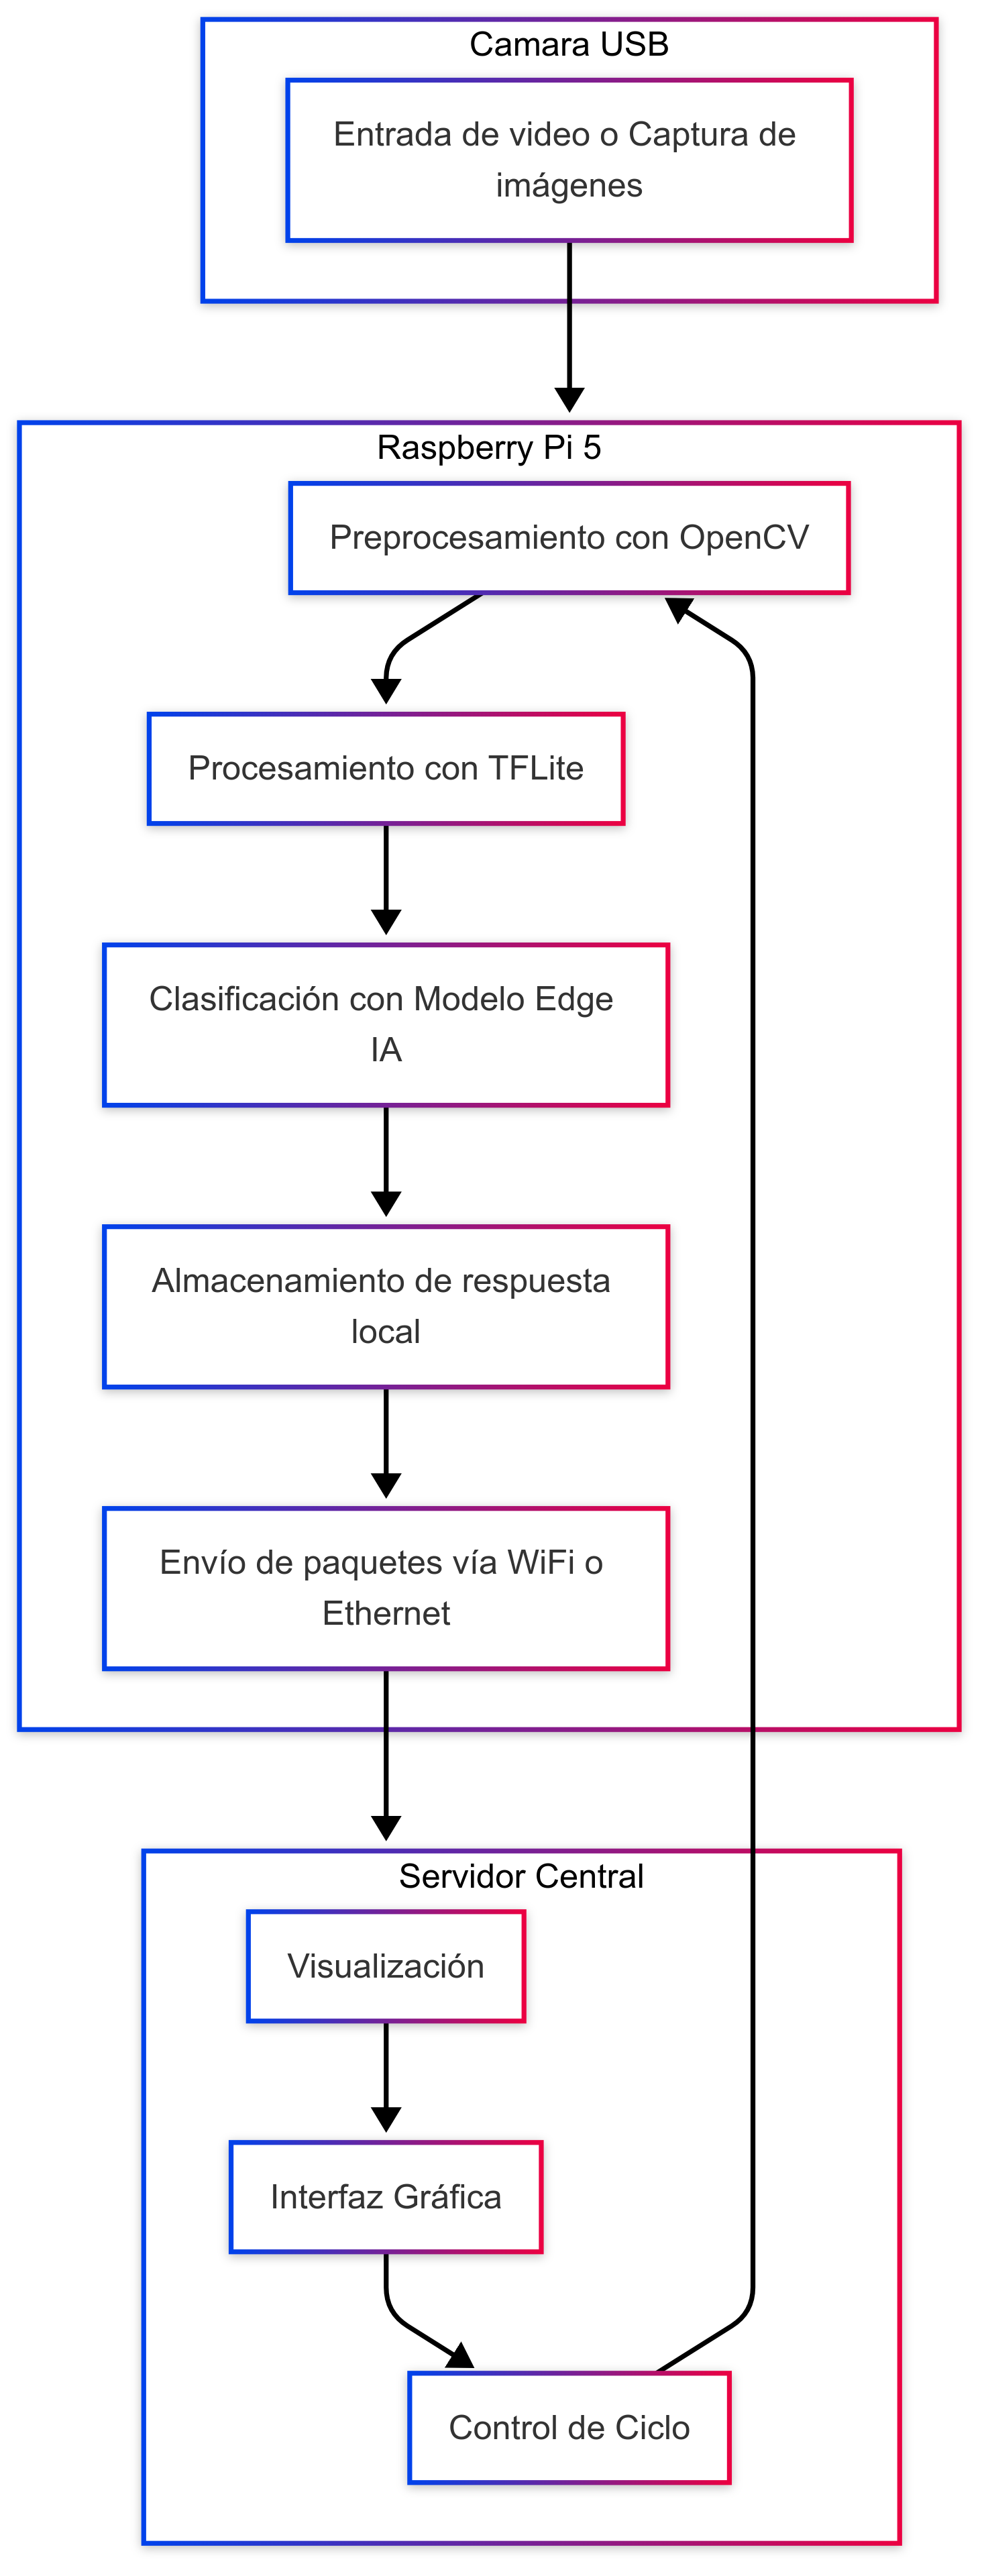 Camara USB
Entrada de video o Captura de
imágenes
Raspberry Pi 5
Preprocesamiento con OpenCV
Procesamiento con TFLite
Clasificación con Modelo Edge
IA
Almacenamiento de respuesta
local
Envío de paquetes vía WiFi o
Ethernet
Servidor Central
Visualización
Interfaz Gráfica
Control de Ciclo